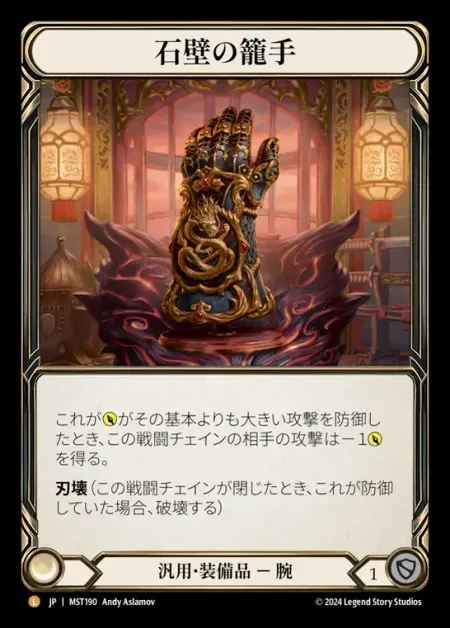 石壁の籠手
これががその基本よりも大きい攻撃を防御し
たとき、この戦闘チェインの相手の攻撃は－1
を得る。
刃壊（この戦闘チェインが閉じたとき、これが防御
していた場合、破壊する）
汎用・装備品 － 腕
1
L JP | MST190 Andy Aslamov
© 2024 Legend Story Studios